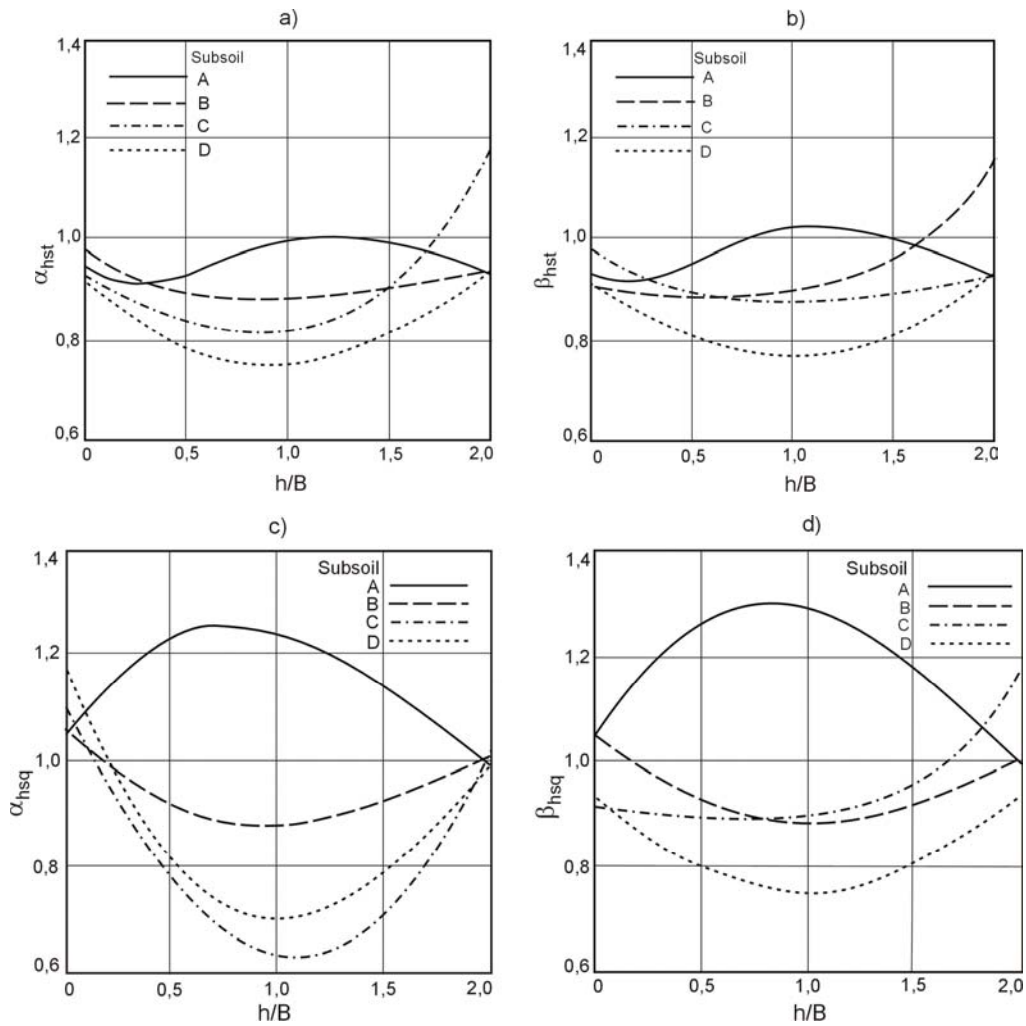 a)
1,4
1,2
1,0
0,8
0,6
αhst
Subsoil
A
B
C
D
0
0,5
1,0
1,5
2,0
h/B
b)
1,4
1,2
1,0
0,8
0,6
βhst
Subsoil
A
B
C
D
0
0,5
1,0
1,5
2,0
h/B
c)
1,4
1,2
1,0
0,8
0,6
αhsq
Subsoil
A
B
C
D
0
0,5
1,0
1,5
2,0
h/B
d)
1,4
1,2
1,0
0,8
0,6
βhsq
Subsoil
A
B
C
D
0
0,5
1,0
1,5
2,0
h/B